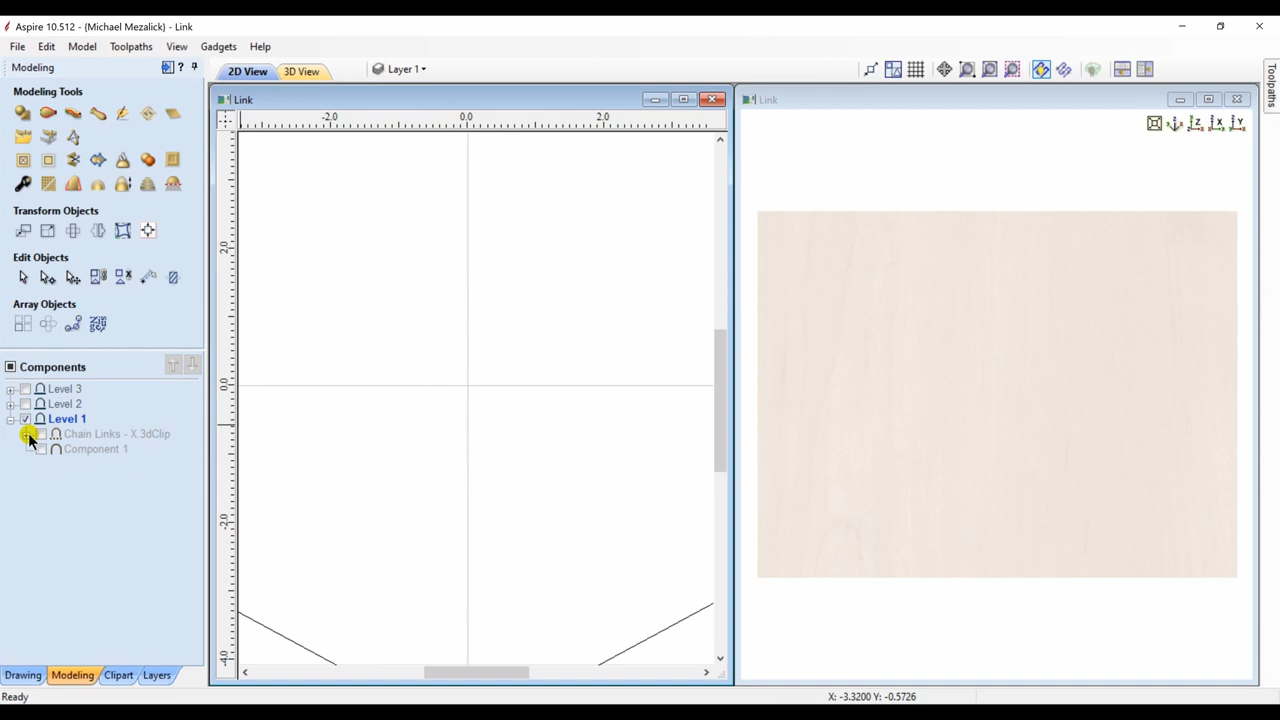 Aspire 10.512 - {Michael Mezalick} - Link
File Edit Model Toolpaths View Gadgets Help
Modeling ?
2D View 3D View Layer 1
Toolpaths
Modeling Tools
Link
Link
-2.0 0.0 2.0
Z X Y
2.0
0.0
-2.0
-4.0
Transform Objects
Edit Objects
Array Objects
Components
Level 3
Level 2
Level 1
Chain Links - X.3dClip
Component 1
Drawing Modeling Clipart Layers
Ready X: -3.3200 Y: -0.5726